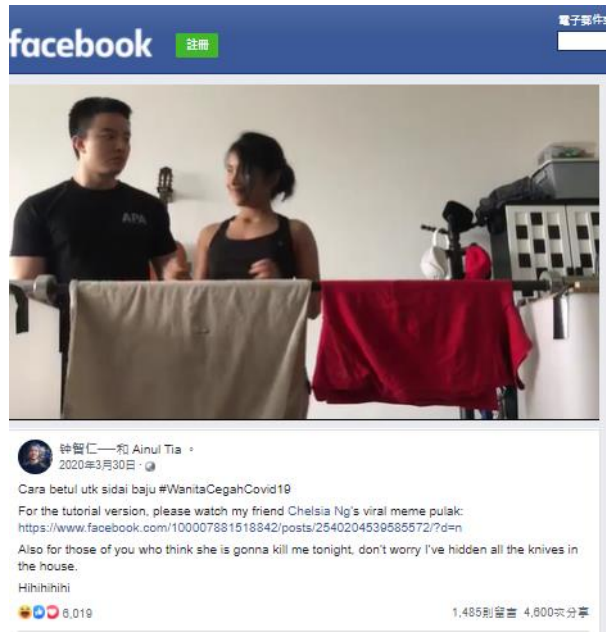 電子郵件
facebook
註冊
APA
钟智仁——和 Ainul Tia。
2020年3月30日 ·
Cara betul utk sidai baju #WanitaCegahCovid19
For the tutorial version, please watch my friend Chelsia Ng's viral meme pulak:
https://www.facebook.com/100007881518842/posts/2540204539585572/?d=n
Also for those of you who think she is gonna kill me tonight, don't worry I've hidden all the knives in
the house.
Hihihihihi
6,019
1,485則留言 4,600次分享